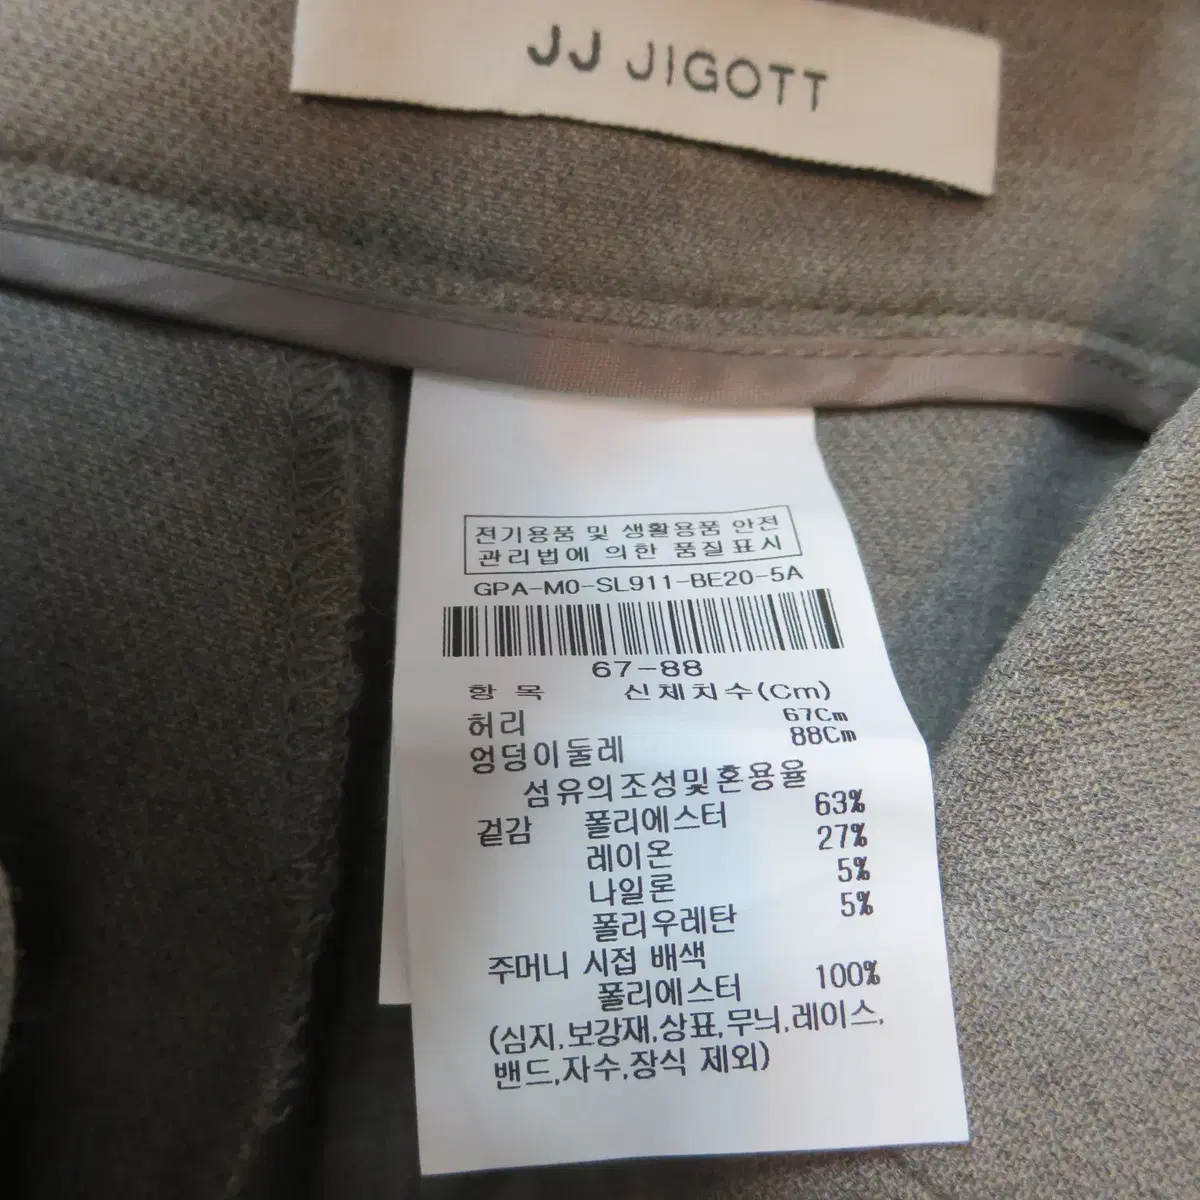 JJ JIGOTT
전기용품 및 생활용품 안전
관리법에 의한 품질표시
GPA-M0-SL911-BE20-5A
67-88
항 목 신체치수(Cm)
허리 67Cm
엉덩이둘레 88Cm
섬유의조성및혼용율
겉감 폴리에스터 63%
레이온 27%
나일론 5%
폴리우레탄 5%
주머니 시접 배색
폴리에스터 100%
(심지,보강재,상표,무늬,레이스,
밴드,자수,장식 제외)